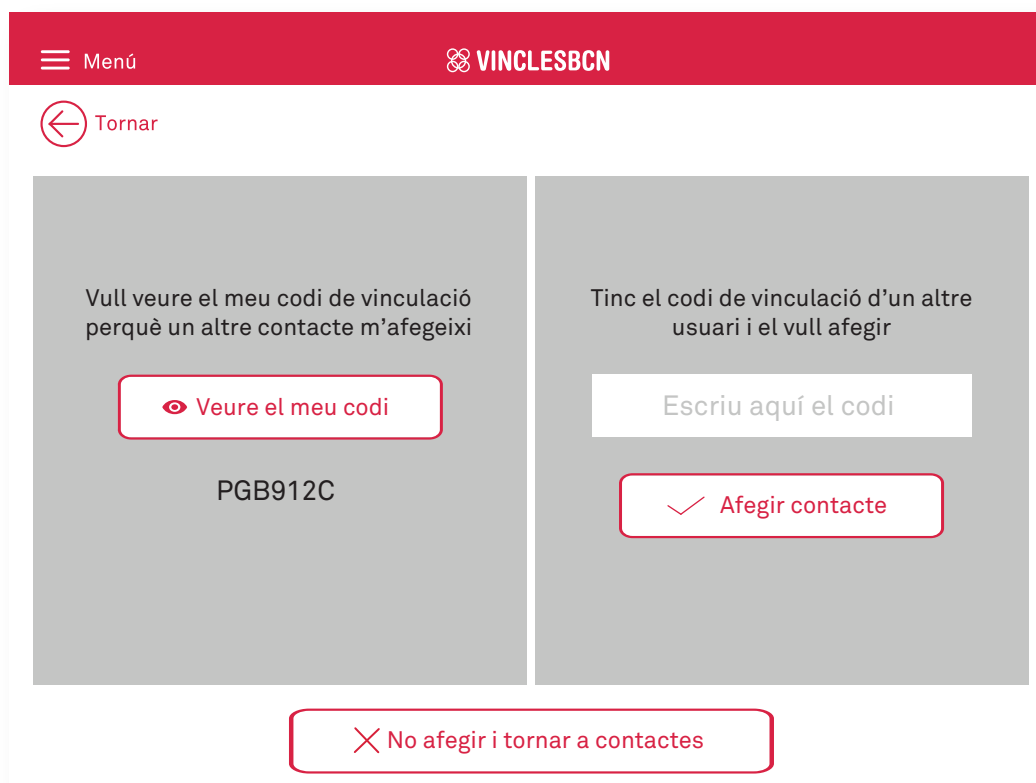 Menú
VINCLESBCN
Tornar
Vull veure el meu codi de vinculació
perquè un altre contacte m’afegeixi
Veure el meu codi
PGB912C
Tinc el codi de vinculació d’un altre
usuari i el vull afegir
Escriu aquí el codi
Afegir contacte
No afegir i tornar a contactes